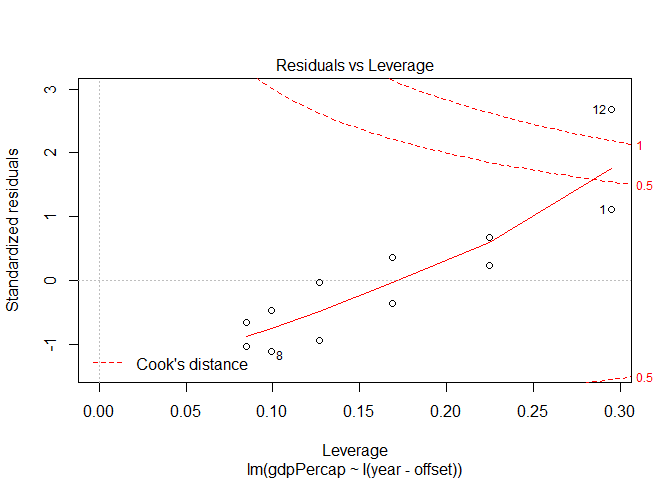 Residuals vs Leverage
Standardized residuals
3
2
1
0
-1
12
1
8
1
0.5
0.5
Cook's distance
0.00 0.05 0.10 0.15 0.20 0.25 0.30
Leverage
lm(gdpPercap ~ I(year - offset))